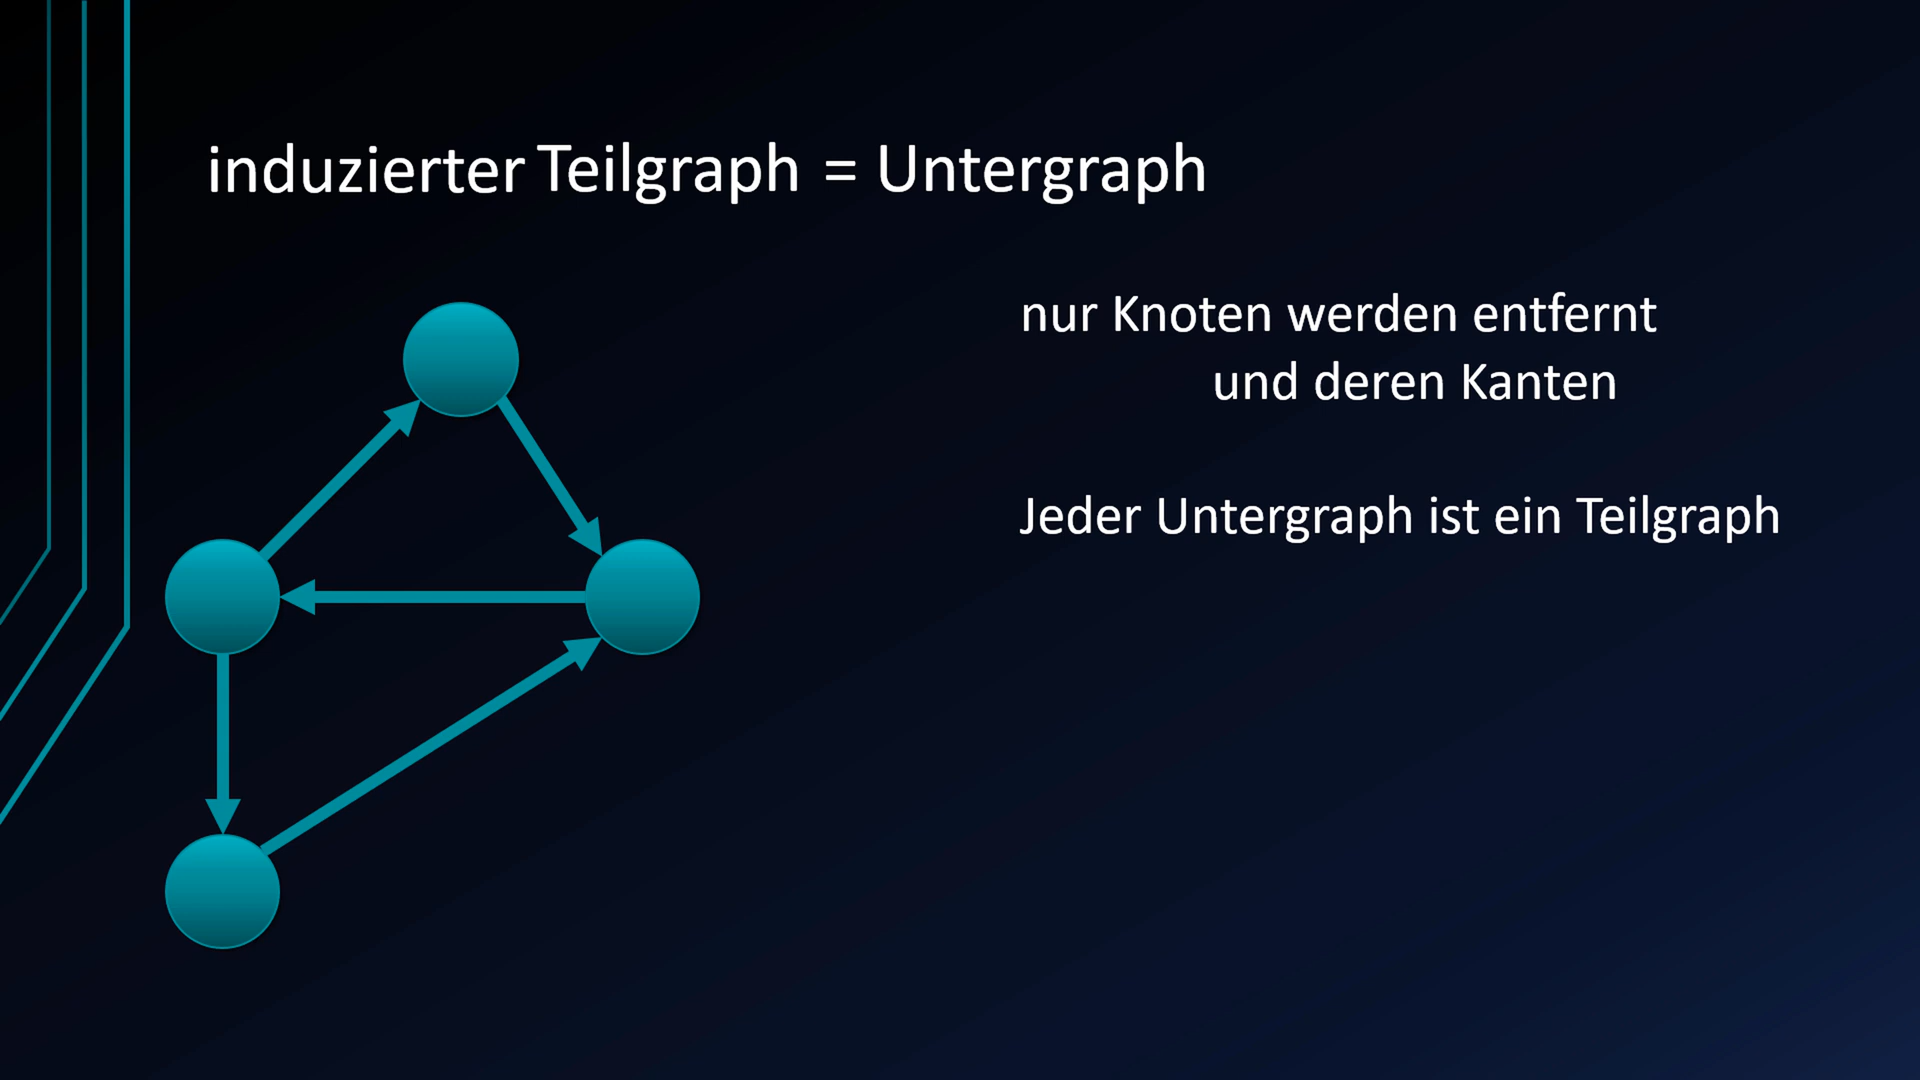 induzierter Teilgraph = Untergraph
nur Knoten werden entfernt
und deren Kanten
Jeder Untergraph ist ein Teilgraph